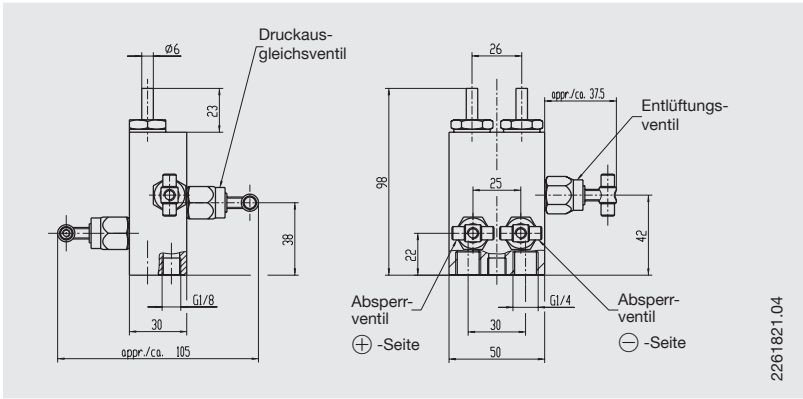 Ø6
Druckaus-
gleichsventil
23
38
G1/8
30
appr./ca. 105
26
appr./ca. 37.5
Entlüftungs-
ventil
98
25
22
42
G1/4
Absperr-
ventil
⊕ -Seite
30
50
Absperr-
ventil
⊖ -Seite
2261821.04